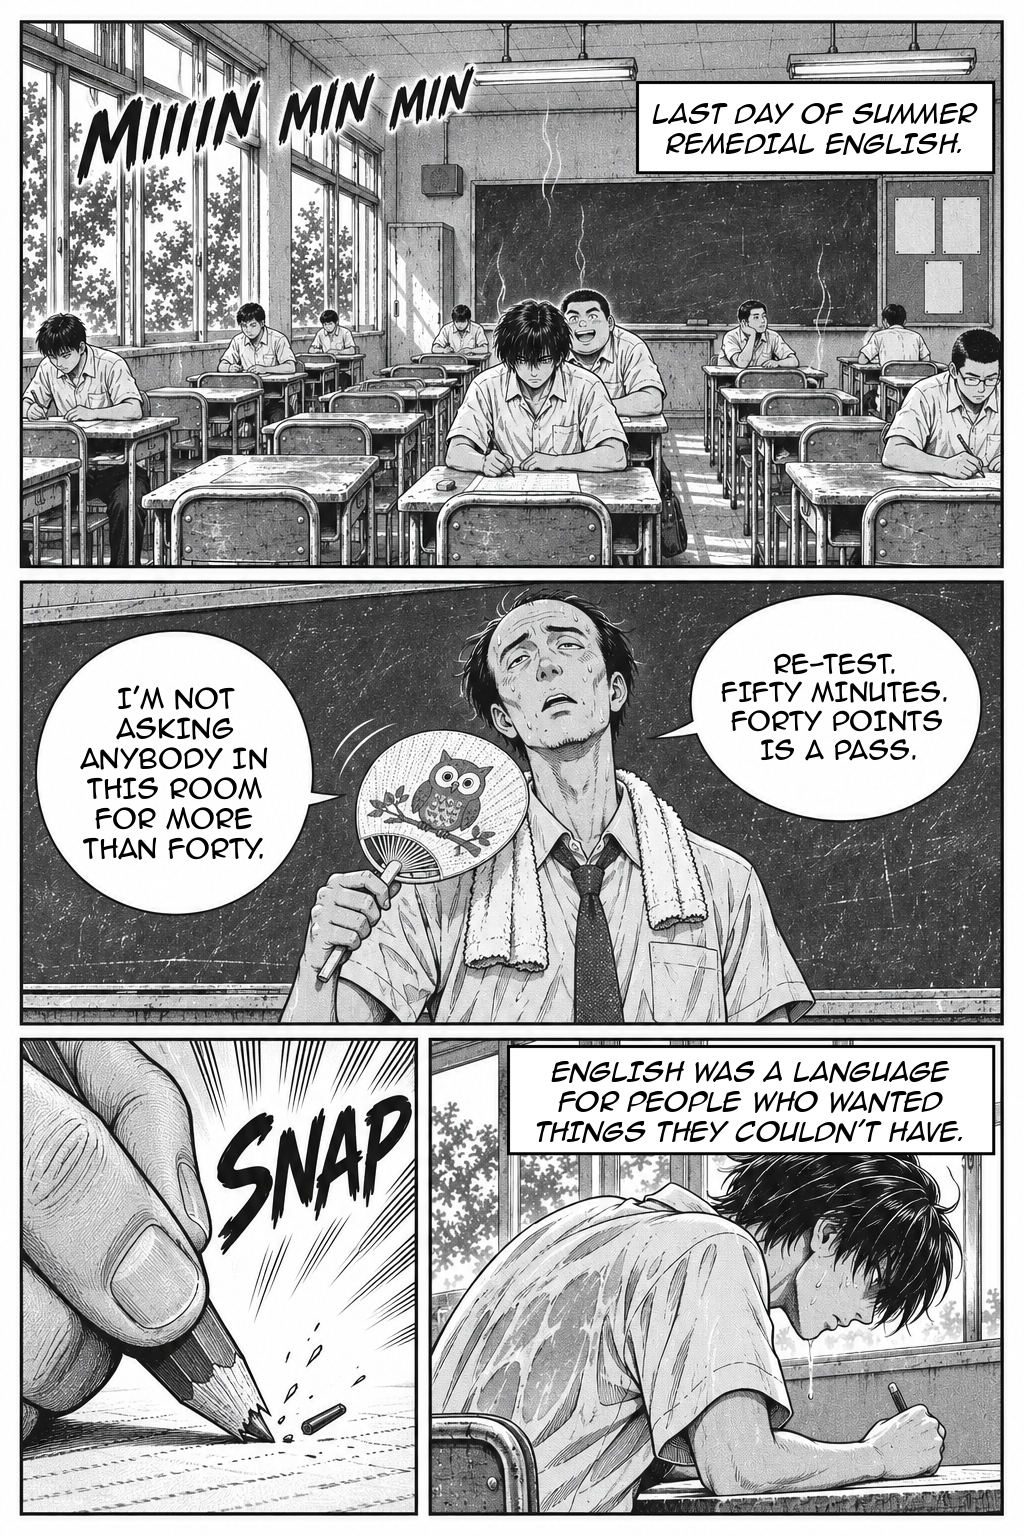 MIIIIN MIN MIN
LAST DAY OF SUMMER
REMEDIAL ENGLISH.
I'M NOT
ASKING
ANYBODY IN
THIS ROOM
FOR MORE
THAN FORTY.
RE-TEST.
FIFTY MINUTES.
FORTY POINTS
IS A PASS.
SNAP
ENGLISH WAS A LANGUAGE
FOR PEOPLE WHO WANTED
THINGS THEY COULDN'T HAVE.